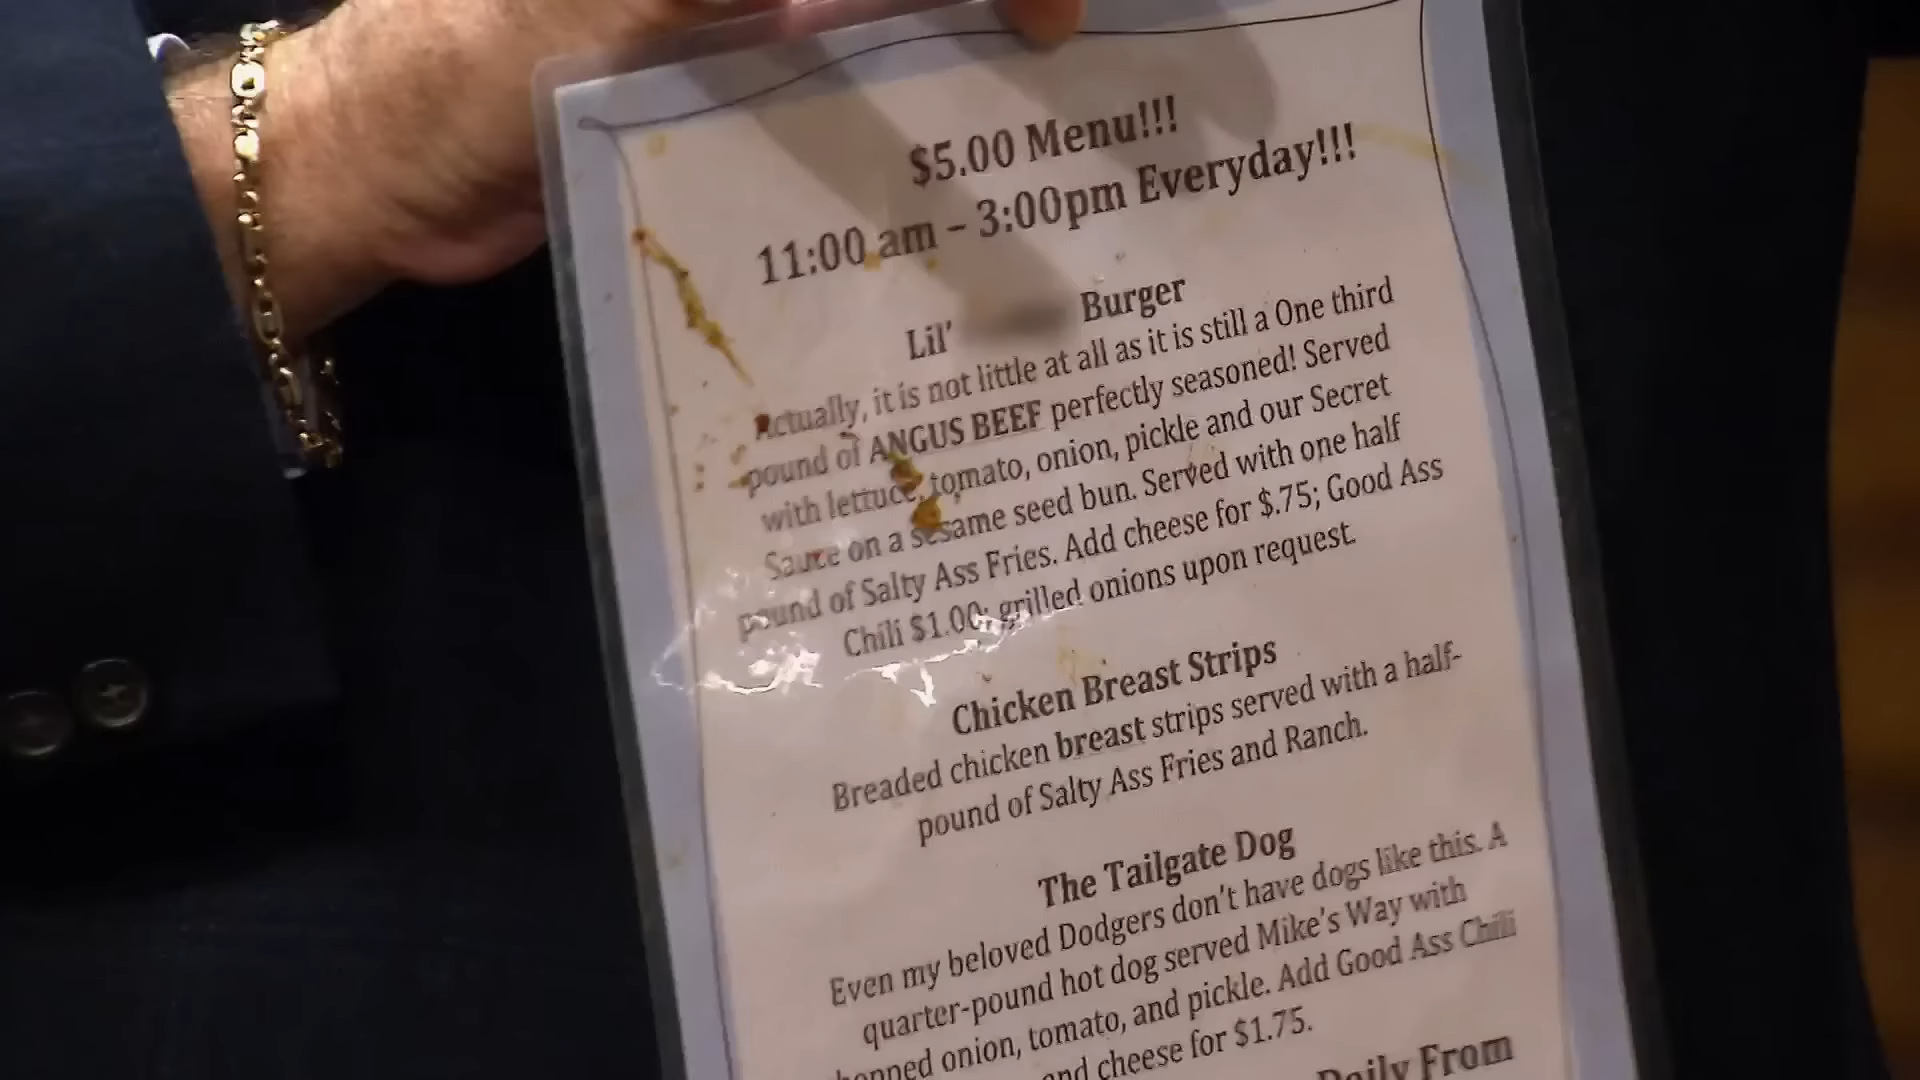 $5.00 Menu!!!
11:00 am – 3:00pm Everyday!!!
Lil' Burger
Actually, it is not little at all as it is still a One third
pound of ANGUS BEEF perfectly seasoned! Served
with lettuce, tomato, onion, pickle and our Secret
Sauce on a sesame seed bun. Served with one half
pound of Salty Ass Fries. Add cheese for $.75; Good Ass
Chili $1.00; grilled onions upon request.
Chicken Breast Strips
Breaded chicken breast strips served with a half-
pound of Salty Ass Fries and Ranch.
The Tailgate Dog
Even my beloved Dodgers don't have dogs like this. A
quarter-pound hot dog served Mike's Way with
onion, tomato, and pickle. Add Good Ass Chili
and cheese for $1.75.
Daily From